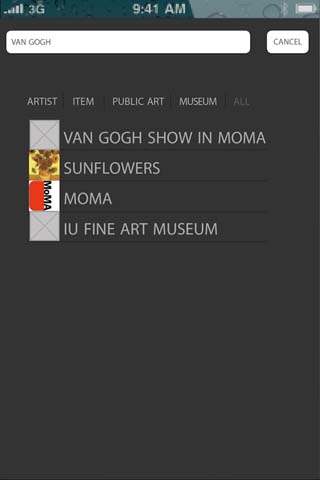 3G 9:41 AM
VAN GOGH CANCEL
ARTIST ITEM PUBLIC ART MUSEUM ALL
VAN GOGH SHOW IN MOMA
SUNFLOWERS
MoMA
MOMA
IU FINE ART MUSEUM